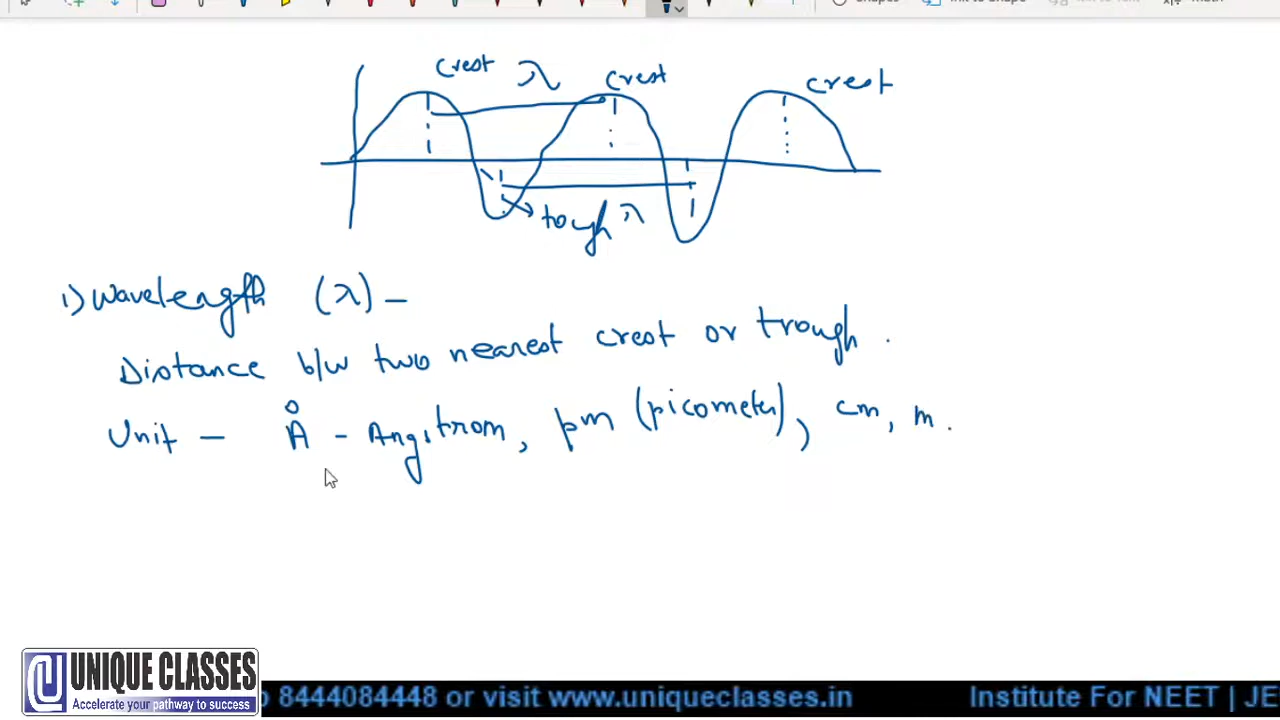 crest λ crest crest
tough λ
1) Wavelength (λ) –
Distance b/w two nearest crest or trough.
Unit – Å – Angstrom, pm (picometer), cm, m.
UNIQUE CLASSES
Accelerate your pathway to success
8444084448 or visit www.uniqueclasses.in Institute For NEET | JE